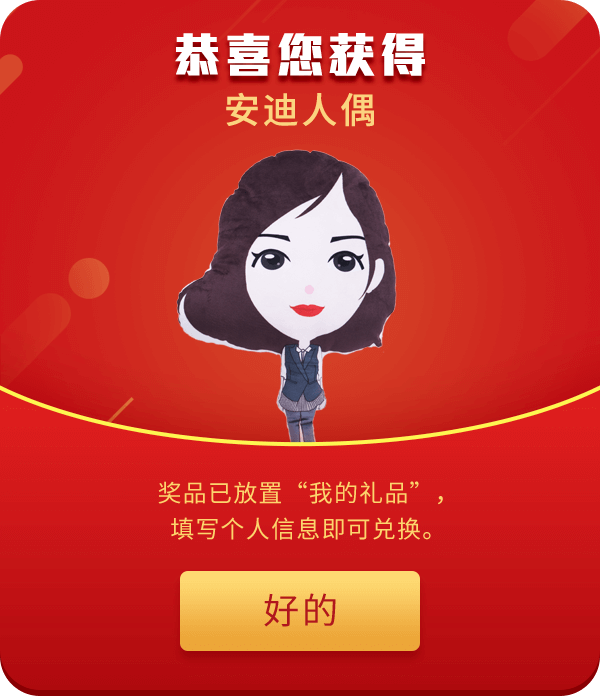 恭喜您获得
安迪人偶
奖品已放置“我的礼品”，
填写个人信息即可兑换。
好的